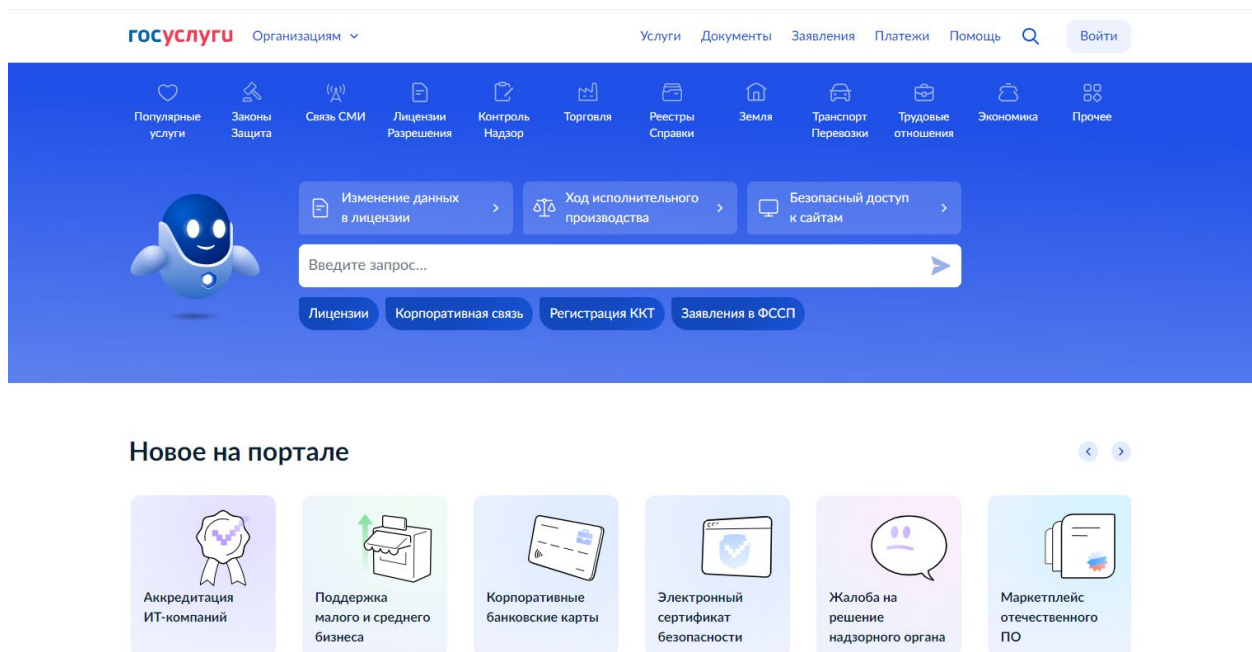 госуслуги Организациям Услуги Документы Заявления Платежи Помощь Войти
Популярные услуги
Законы Защита
Связь СМИ
Лицензии Разрешения
Контроль Надзор
Торговля
Реестры Справки
Земля
Транспорт Перевозки
Трудовые отношения
Экономика
Прочее
Изменение данных
в лицензии
Ход исполнительного
производства
Безопасный доступ
к сайтам
Введите запрос...
Лицензии Корпоративная связь Регистрация ККТ Заявления в ФССП
Новое на портале
Аккредитация
ИТ-компаний
Поддержка
малого и среднего
бизнеса
Корпоративные
банковские карты
Электронный
сертификат
безопасности
Жалоба на
решение
надзорного органа
Маркетплейс
отечественного
ПО